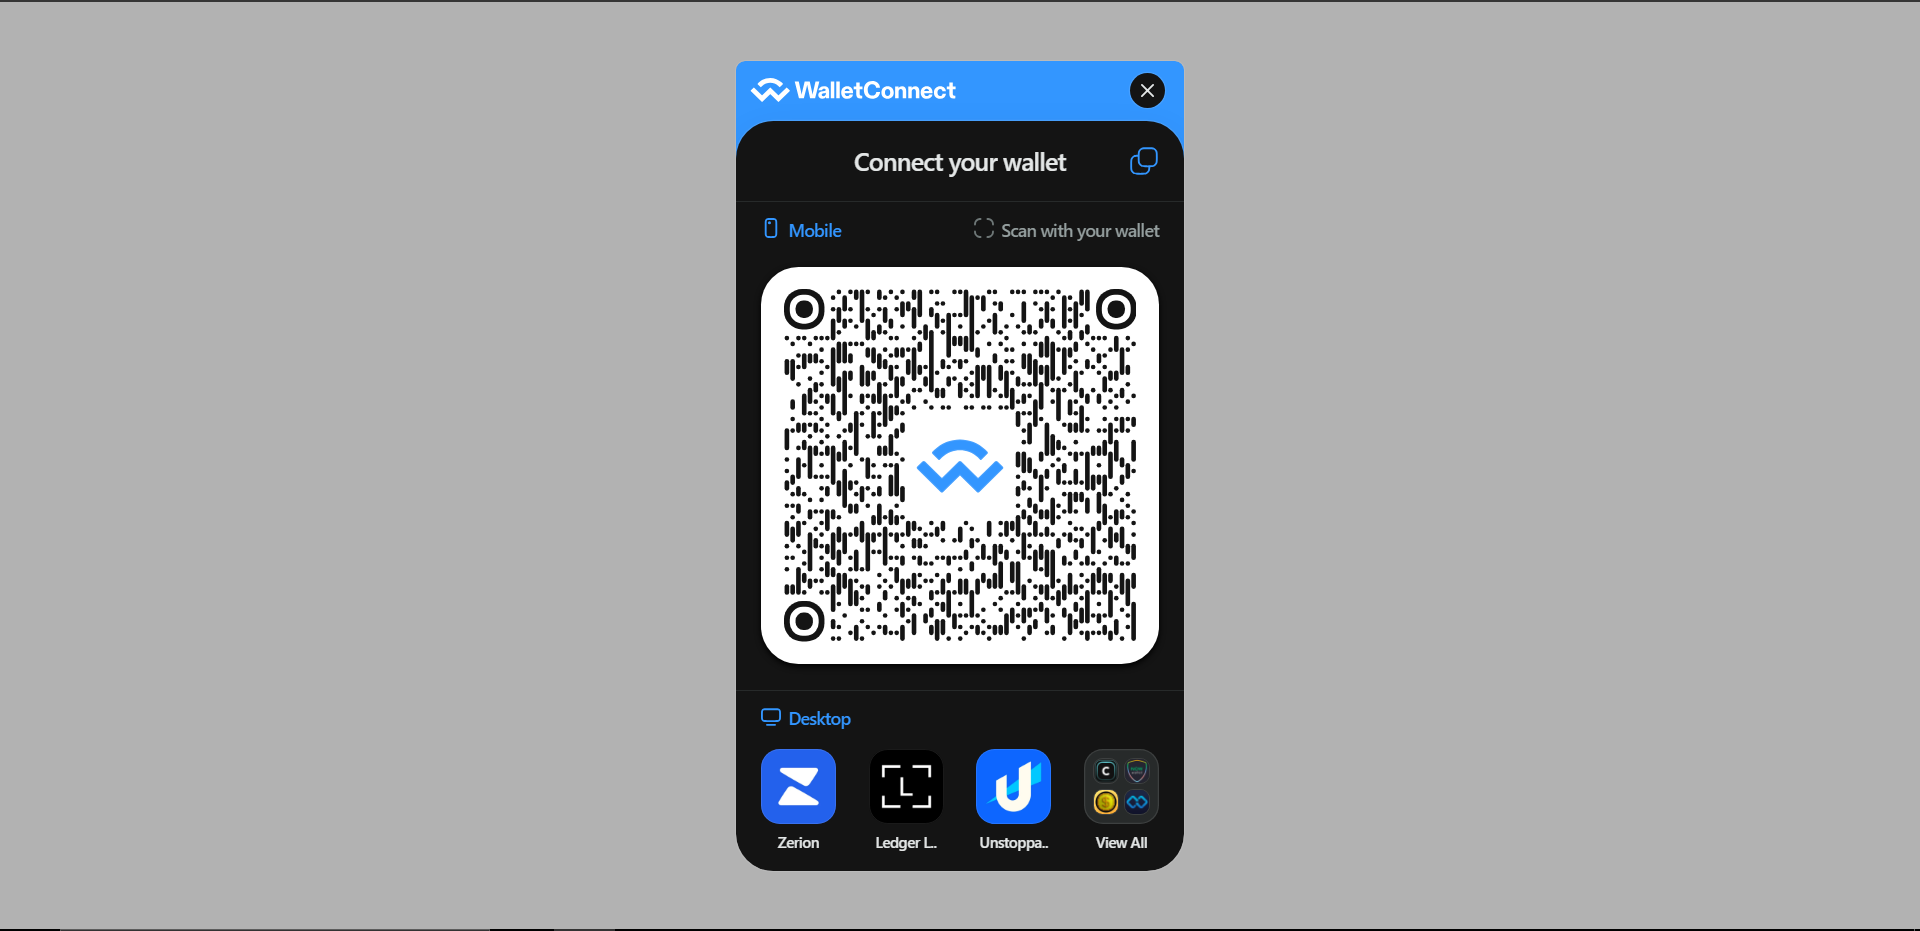 WalletConnect
Connect your wallet
Mobile
Scan with your wallet
Desktop
Zerion
Ledger L..
Unstoppa..
View All